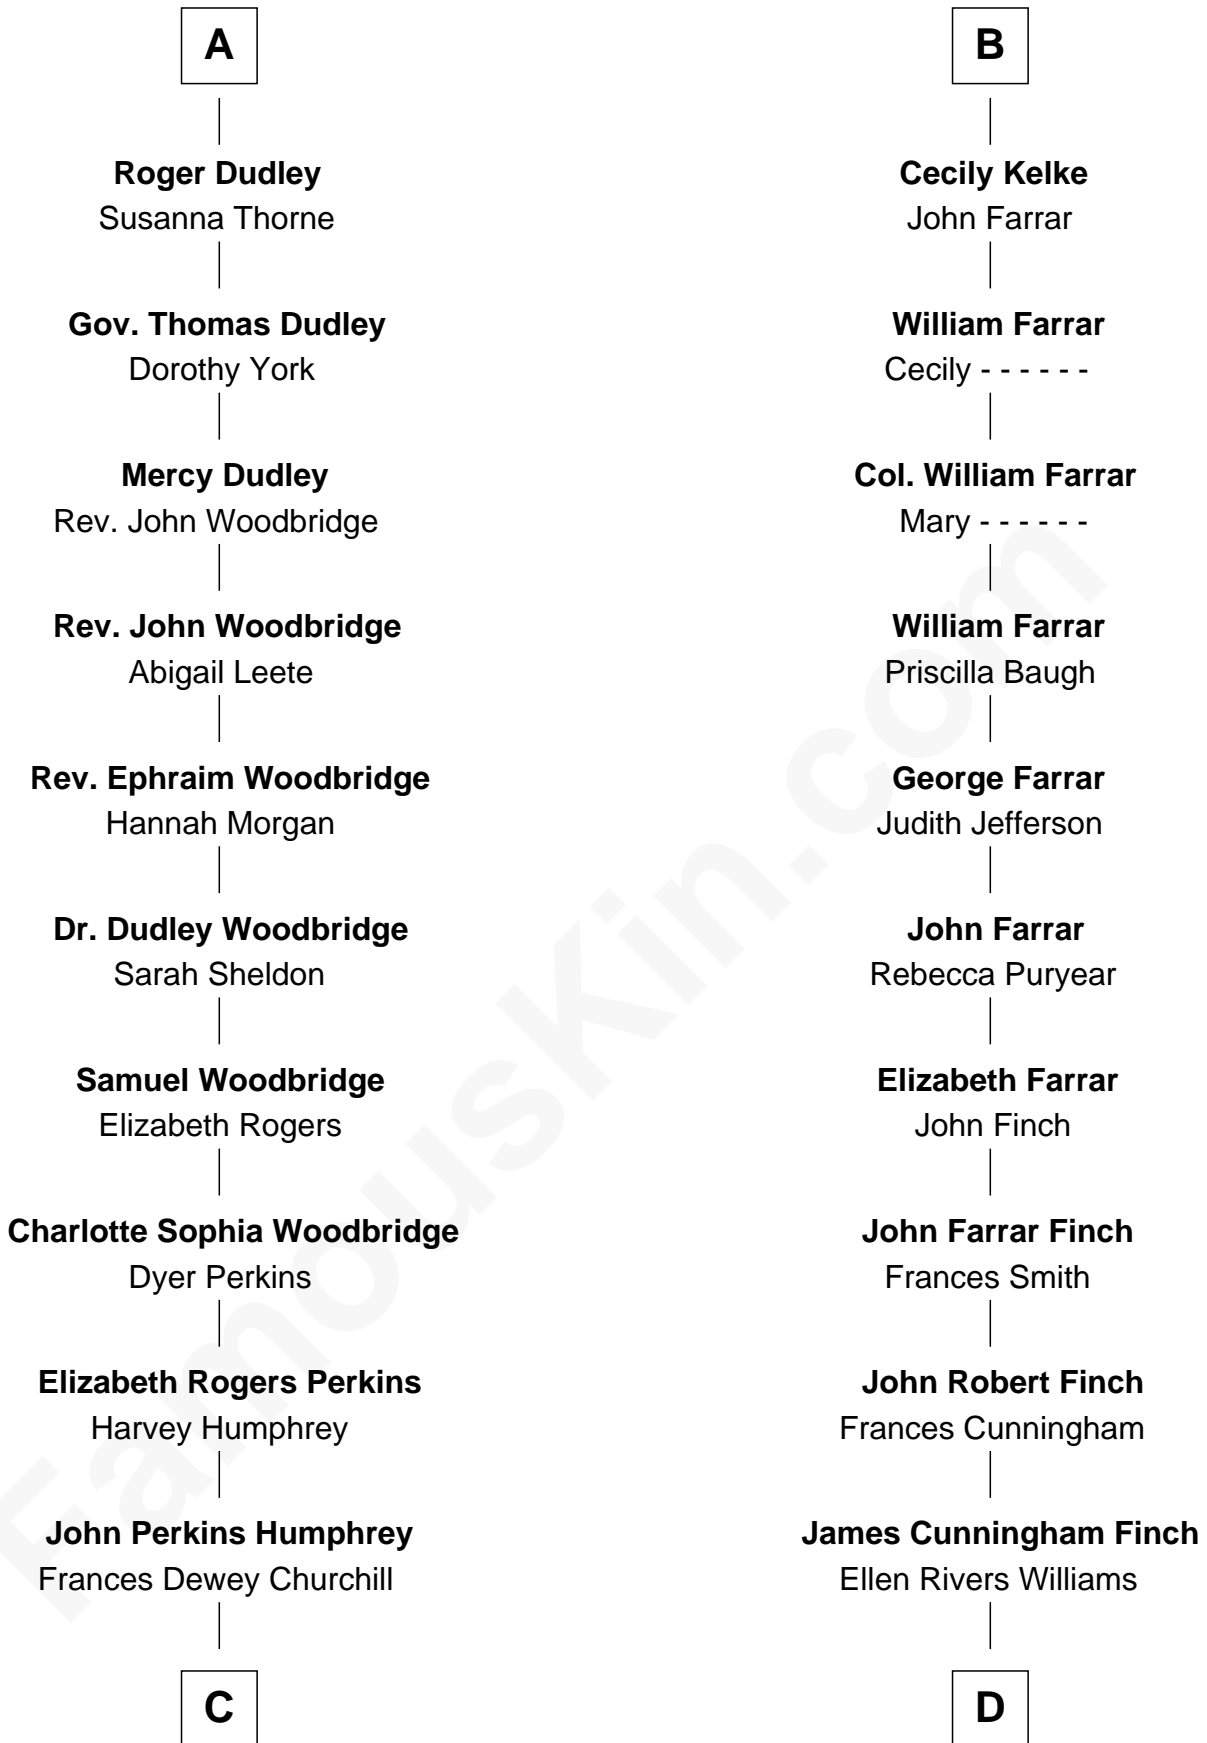 A
Roger Dudley
Susanna Thorne
Gov. Thomas Dudley
Dorothy York
Mercy Dudley
Rev. John Woodbridge
Rev. John Woodbridge
Abigail Leete
Rev. Ephraim Woodbridge
Hannah Morgan
Dr. Dudley Woodbridge
Sarah Sheldon
Samuel Woodbridge
Elizabeth Rogers
Charlotte Sophia Woodbridge
Dyer Perkins
Elizabeth Rogers Perkins
Harvey Humphrey
John Perkins Humphrey
Frances Dewey Churchill
C
B
Cecily Kelke
John Farrar
William Farrar
Cecily - - - - - -
Col. William Farrar
Mary - - - - - -
William Farrar
Priscilla Baugh
George Farrar
Judith Jefferson
John Farrar
Rebecca Puryear
Elizabeth Farrar
John Finch
John Farrar Finch
Frances Smith
John Robert Finch
Frances Cunningham
James Cunningham Finch
Ellen Rivers Williams
D
FamousKin.com